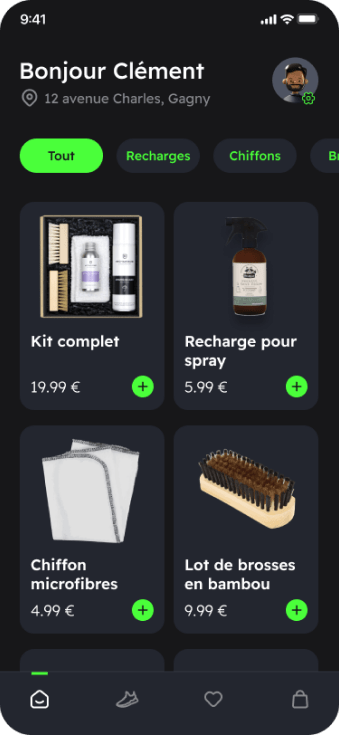 9:41
Bonjour Clément
12 avenue Charles, Gagny
Tout
Recharges
Chiffons
Kit complet
19.99 €
Recharge pour
spray
5.99 €
Chiffon
microfibres
4.99 €
Lot de brosses
en bambou
9.99 €